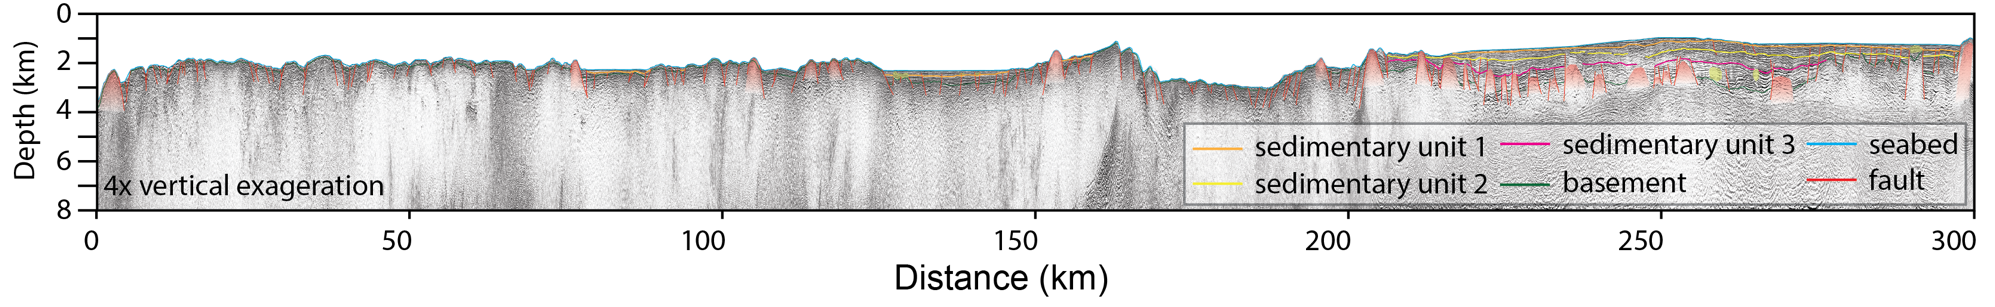 0
2
4
6
8
Depth (km)
4x vertical exageration
sedimentary unit 1
sedimentary unit 3
seabed
sedimentary unit 2
basement
fault
0 50 100 150 200 250 300
Distance (km)